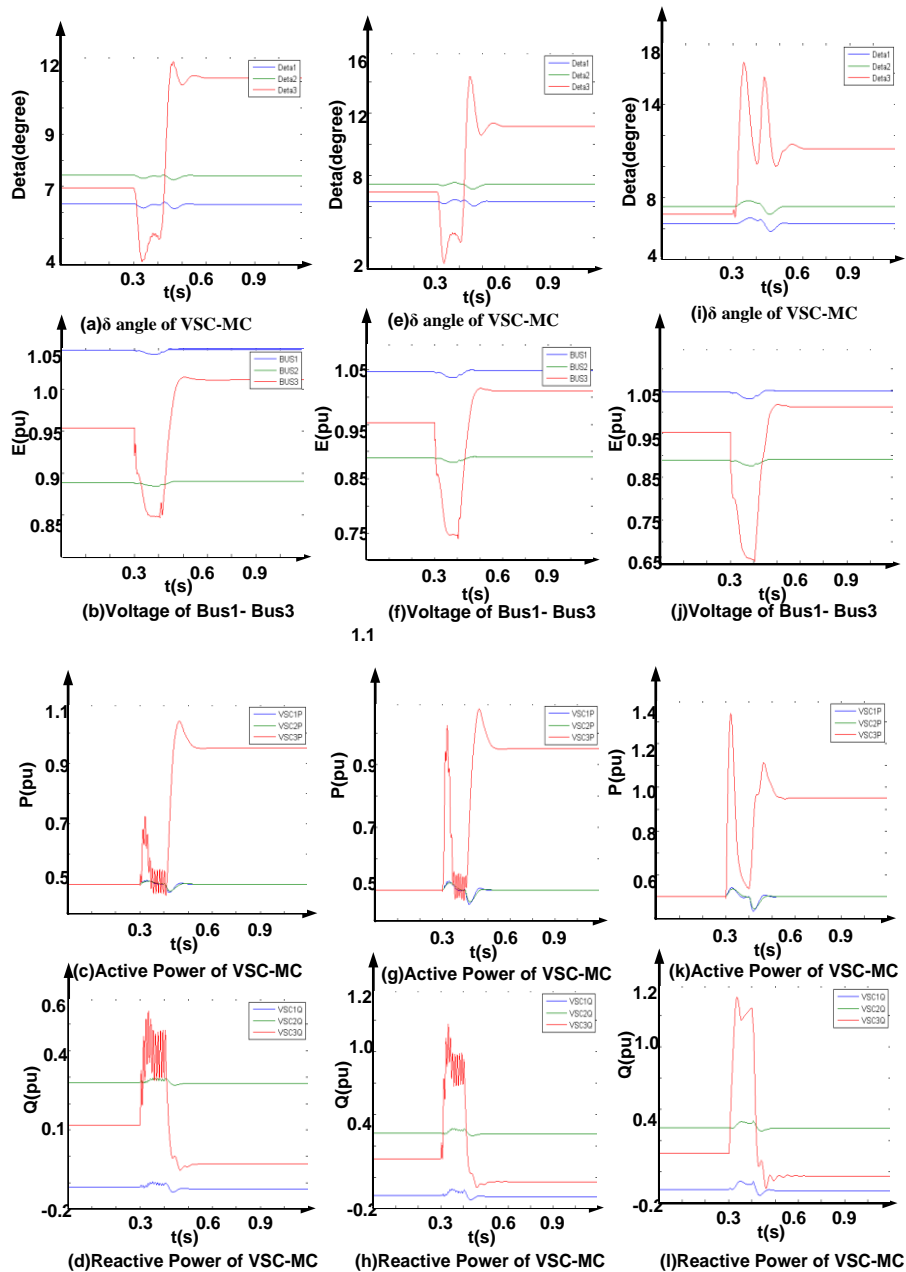 12
9
7
4
Deta(degree)
Deta1
Deta2
Deta3
0.3 0.6 0.9
t(s)
(a)δ angle of VSC-MC
16
12
8
2
Deta(degree)
Deta1
Deta2
Deta3
0.3 0.6 0.9
t(s)
(e)δ angle of VSC-MC
18
14
8
4
Deta(degree)
Deta1
Deta2
Deta3
0.3 0.6 0.9
t(s)
(i)δ angle of VSC-MC
1.05
1.0
0.95
0.9
0.85
E(pu)
BUS1
BUS2
BUS3
0.3 0.6 0.9
t(s)
(b)Voltage of Bus1- Bus3
1.05
0.95
0.85
0.75
E(pu)
BUS1
BUS2
BUS3
0.3 0.6 0.9
t(s)
(f)Voltage of Bus1- Bus3
1.05
0.95
0.85
0.65
E(pu)
BUS1
BUS2
BUS3
0.3 0.6 0.9
t(s)
(j)Voltage of Bus1- Bus3
1.1
0.9
0.7
0.5
P(pu)
VSC1P
VSC2P
VSC3P
0.3 0.6 0.9
t(s)
(c)Active Power of VSC-MC
1.1
0.9
0.7
0.5
P(pu)
VSC1P
VSC2P
VSC3P
0.3 0.6 0.9
t(s)
(g)Active Power of VSC-MC
1.4
1.2
1.0
0.8
0.6
P(pu)
VSC1P
VSC2P
VSC3P
0.3 0.6 0.9
t(s)
(k)Active Power of VSC-MC
0.6
0.4
0.1
-0.2
Q(pu)
VSC1Q
VSC2Q
VSC3Q
0.3 0.6 0.9
t(s)
(d)Reactive Power of VSC-MC
1.2
1.0
0.4
-0.2
Q(pu)
VSC1Q
VSC2Q
VSC3Q
0.3 0.6 0.9
t(s)
(h)Reactive Power of VSC-MC
1.2
1.0
0.4
-0.2
Q(pu)
VSC1Q
VSC2Q
VSC3Q
0.3 0.6 0.9
t(s)
(l)Reactive Power of VSC-MC